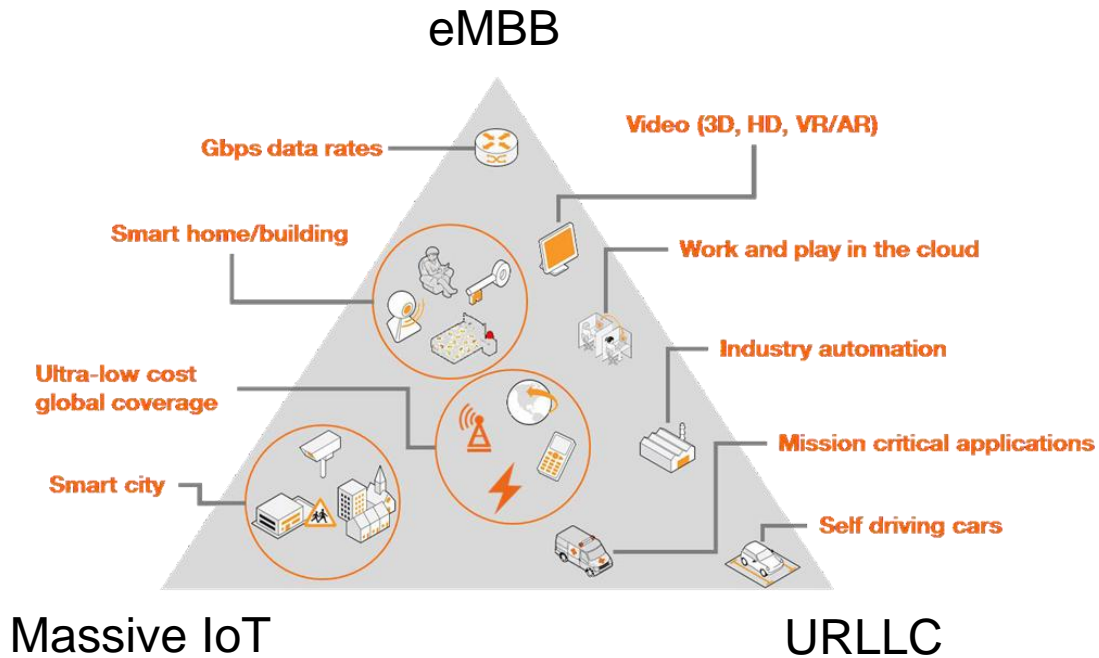 eMBB
Video (3D, HD, VR/AR)
Gbps data rates
Smart home/building
Work and play in the cloud
Industry automation
Ultra-low cost
global coverage
Mission critical applications
Smart city
Self driving cars
Massive IoT
URLLC